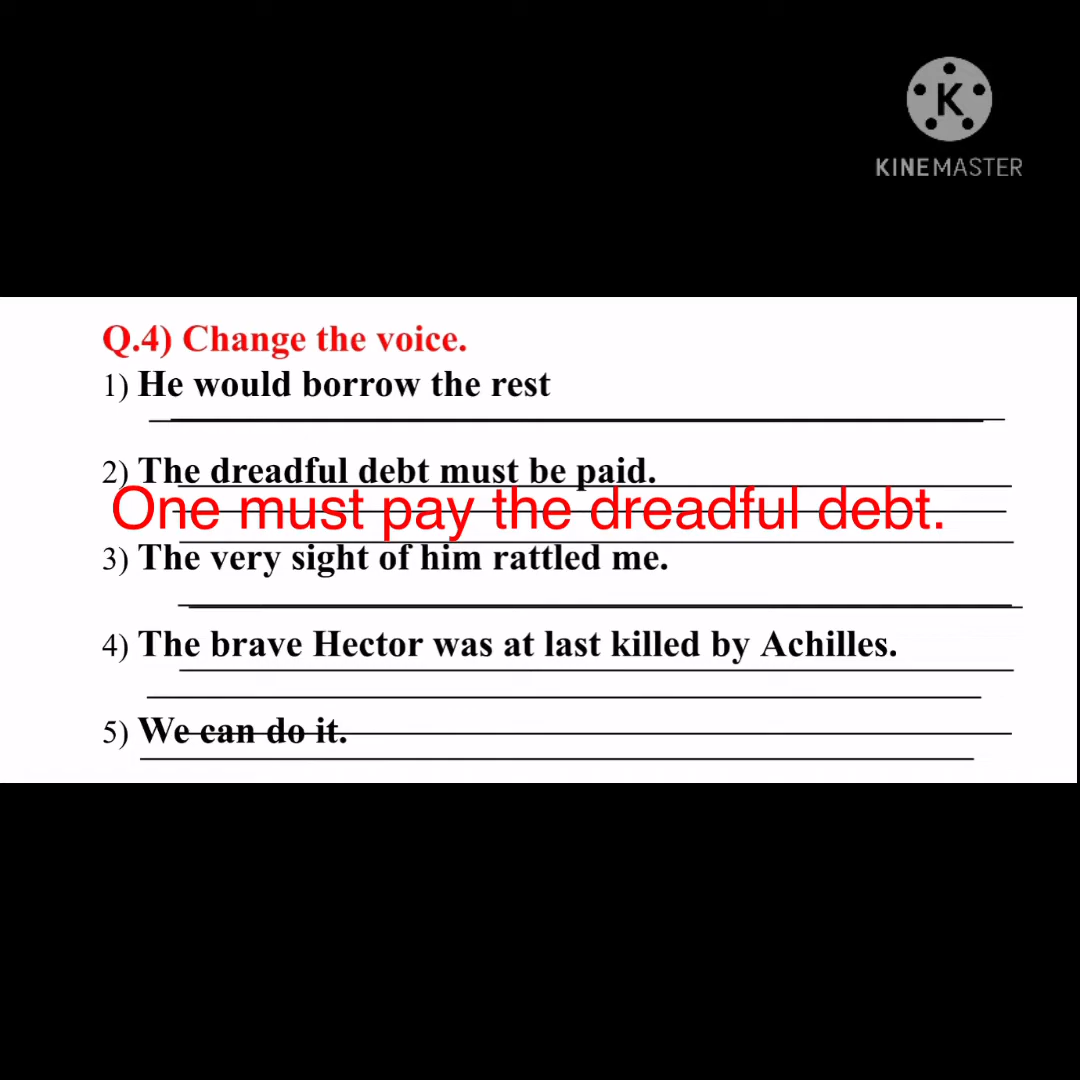 K
KINEMASTER
Q.4) Change the voice.
1) He would borrow the rest
2) The dreadful debt must be paid.
One must pay the dreadful debt.
3) The very sight of him rattled me.
4) The brave Hector was at last killed by Achilles.
5) We can do it.